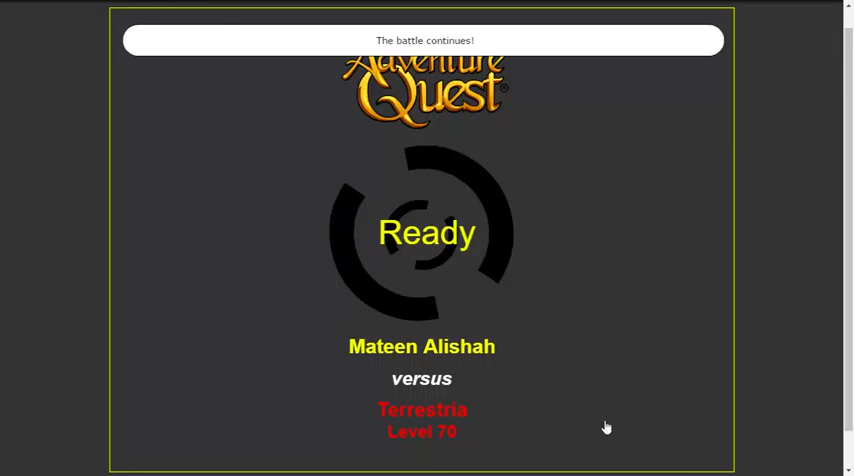 The battle continues!
Adventure
Quest®
Ready
Mateen Alishah
versus
Terrestria
Level 70